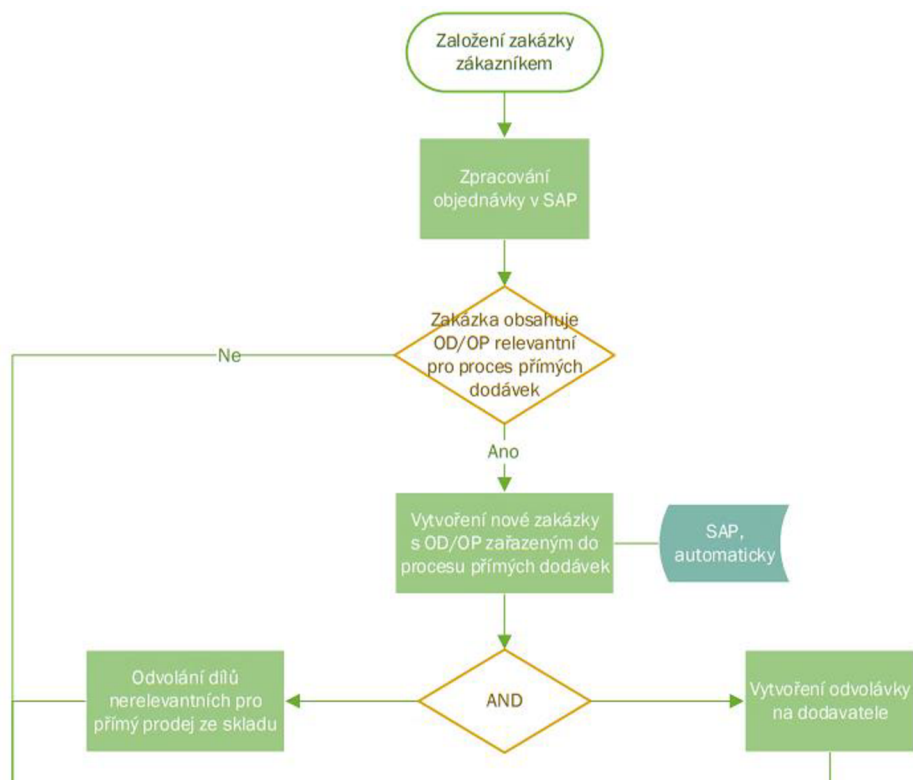 Založení zakázky
zákazníkem
Zpracování
objednávky v SAP
Zakázka obsahuje
OD/OP relevantní
pro proces přímých
dodávek
Ne
Ano
Vytvoření nové zakázky
s OD/OP zařazeným do
procesu přímých dodávek
SAP,
automaticky
Odvolání dílů
nerelevantních pro
přímý prodej ze skladu
AND
Vytvoření odvolávky
na dodavatele